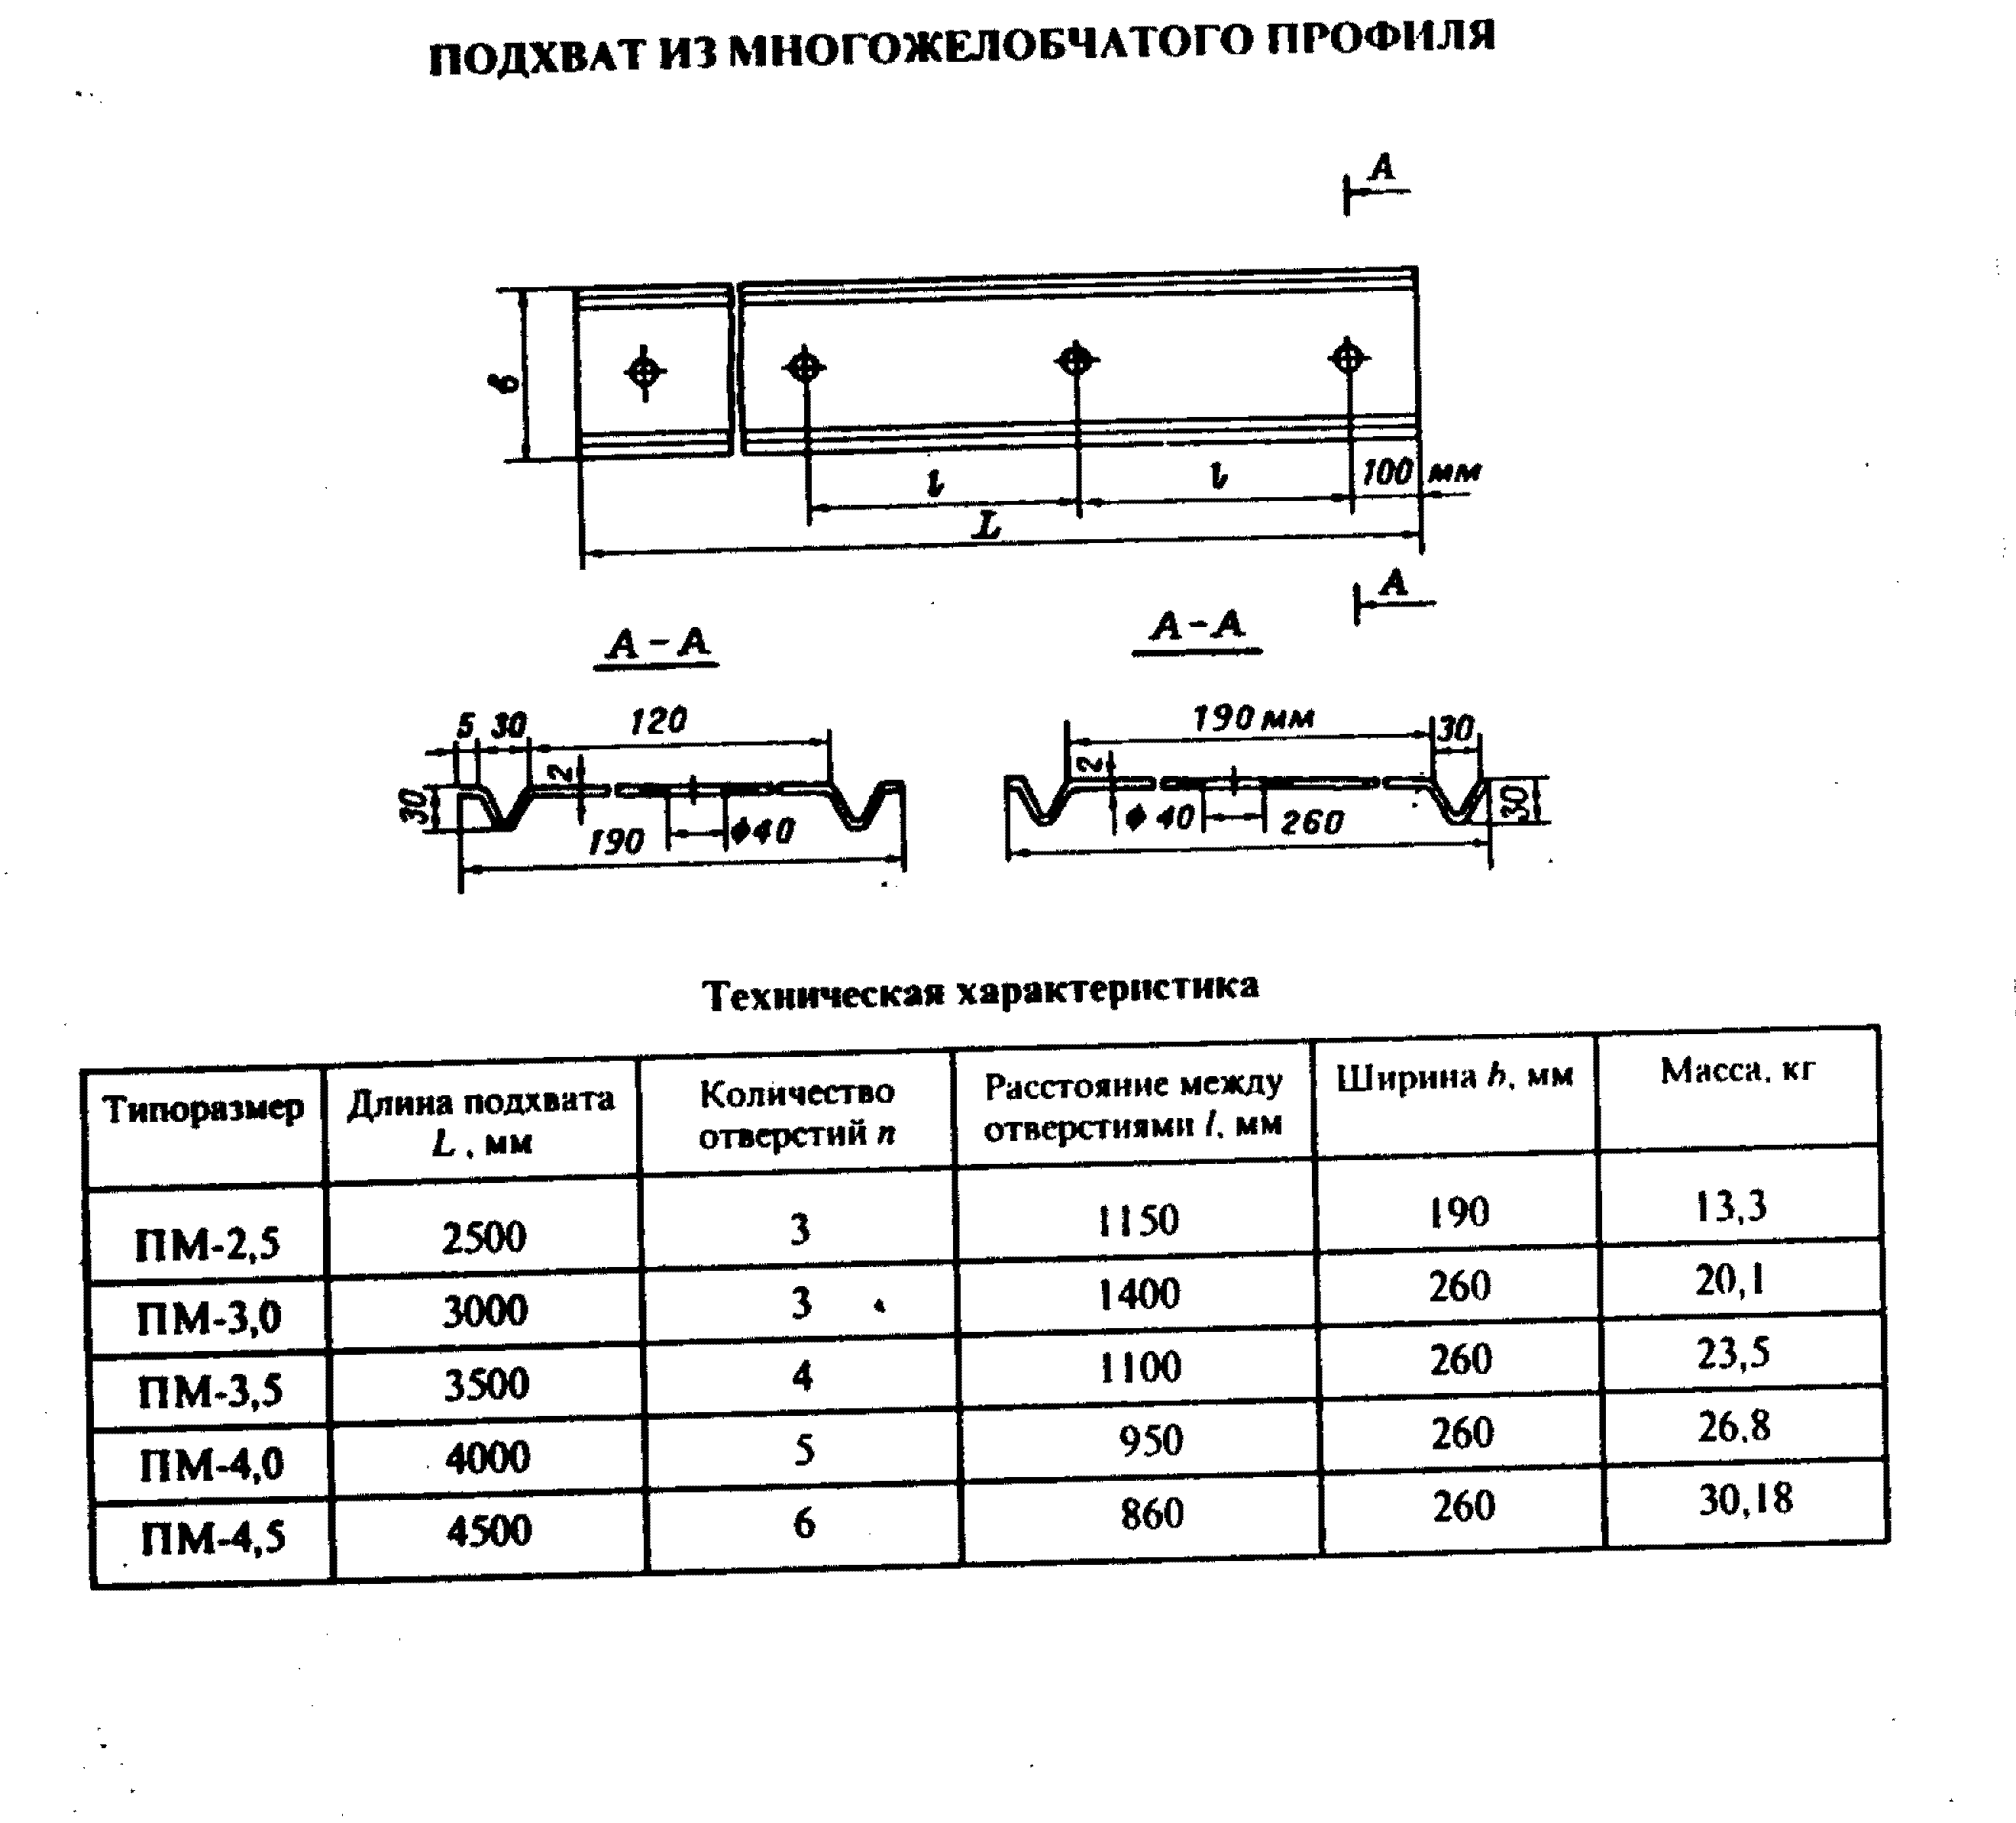 ПОДХВАТ ИЗ МНОГОЖЕЛОБЧАТОГО ПРОФИЛЯ
А
в
l l 100 мм
L
А
А-А А-А
5 30 120 190 мм 30
2 2
30 30
190 Ф40 Ф 40 260
Техническая характеристика
Типоразмер Длина подхвата L, мм Количество отверстий n Расстояние между отверстиями l, мм Ширина b, мм Масса, кг
ПМ-2,5 2500 3 1150 190 13,3
ПМ-3,0 3000 3 1400 260 20,1
ПМ-3,5 3500 4 1100 260 23,5
ПМ-4,0 4000 5 950 260 26.8
ПМ-4,5 4500 6 860 260 30,18